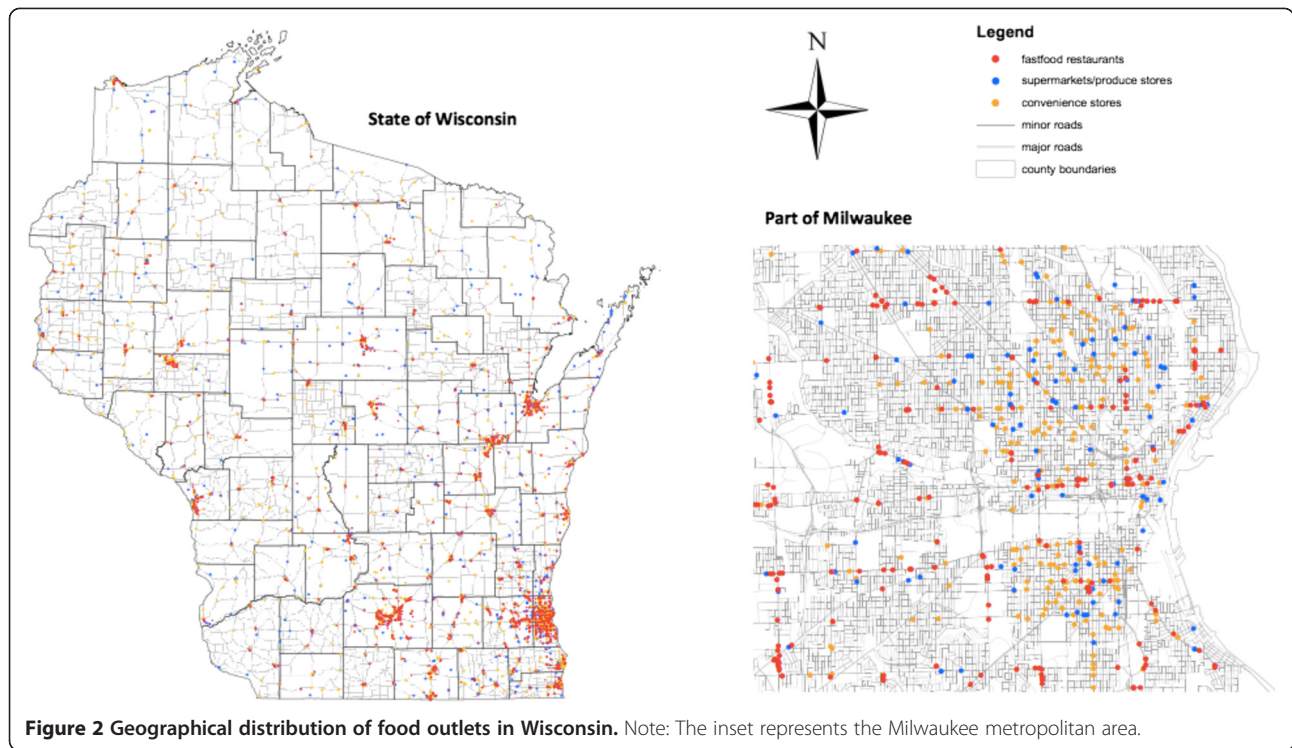 State of Wisconsin
N
Legend
fastfood restaurants
supermarkets/produce stores
convenience stores
minor roads
major roads
county boundaries
Part of Milwaukee
Figure 2 Geographical distribution of food outlets in Wisconsin. Note: The inset represents the Milwaukee metropolitan area.